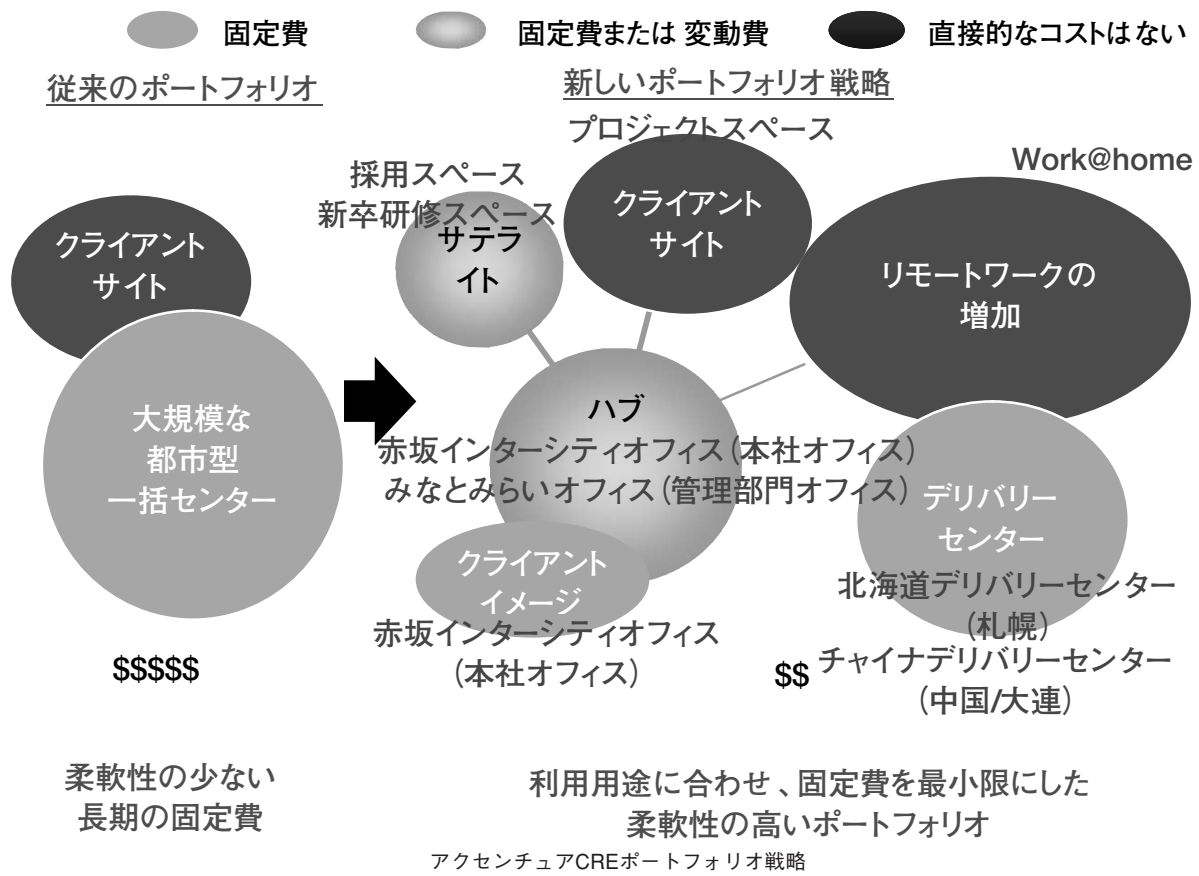 固定費
固定費または 変動費
直接的なコストはない
従来のポートフォリオ
新しいポートフォリオ戦略
クライアント
サイト
大規模な
都市型
一括センター
$$$$$
柔軟性の少ない
長期の固定費
プロジェクトスペース
クライアント
サイト
採用スペース
新卒研修スペース
サテラ
イト
Work@home
リモートワークの
増加
ハブ
赤坂インターシティオフィス(本社オフィス)
みなとみらいオフィス(管理部門オフィス)
クライアント
イメージ
赤坂インターシティオフィス
(本社オフィス)
デリバリー
センター
北海道デリバリーセンター
(札幌)
$$ チャイナデリバリーセンター
(中国/大連)
利用用途に合わせ、固定費を最小限にした
柔軟性の高いポートフォリオ
アクセンチュアCREポートフォリオ戦略